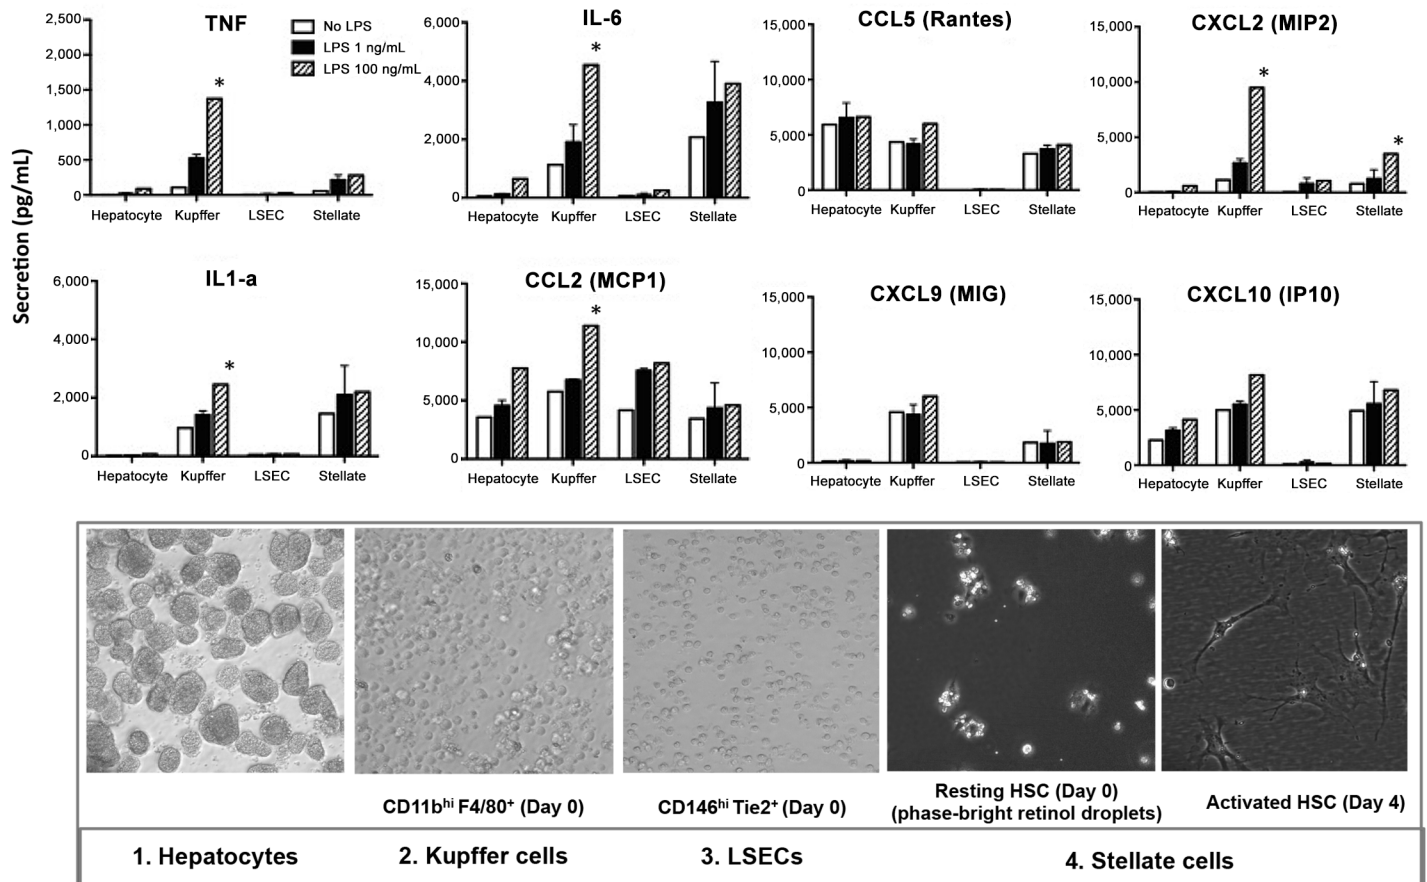 Secretion (pg/mL)
TNF
No LPS
LPS 1 ng/mL
LPS 100 ng/mL
2,500
2,000
1,500
1,000
500
0
*
Hepatocyte Kupffer LSEC Stellate
IL-6
6,000
4,000
2,000
0
*
Hepatocyte Kupffer LSEC Stellate
CCL5 (Rantes)
15,000
10,000
5,000
0
Hepatocyte Kupffer LSEC Stellate
CXCL2 (MIP2)
15,000
10,000
5,000
0
*
*
Hepatocyte Kupffer LSEC Stellate
IL1-a
6,000
4,000
2,000
0
*
Hepatocyte Kupffer LSEC Stellate
CCL2 (MCP1)
15,000
10,000
5,000
0
*
Hepatocyte Kupffer LSEC Stellate
CXCL9 (MIG)
15,000
10,000
5,000
0
Hepatocyte Kupffer LSEC Stellate
CXCL10 (IP10)
15,000
10,000
5,000
0
Hepatocyte Kupffer LSEC Stellate
CD11bhi F4/80+ (Day 0)
CD146hi Tie2+ (Day 0)
Resting HSC (Day 0)
(phase-bright retinol droplets)
Activated HSC (Day 4)
1. Hepatocytes
2. Kupffer cells
3. LSECs
4. Stellate cells